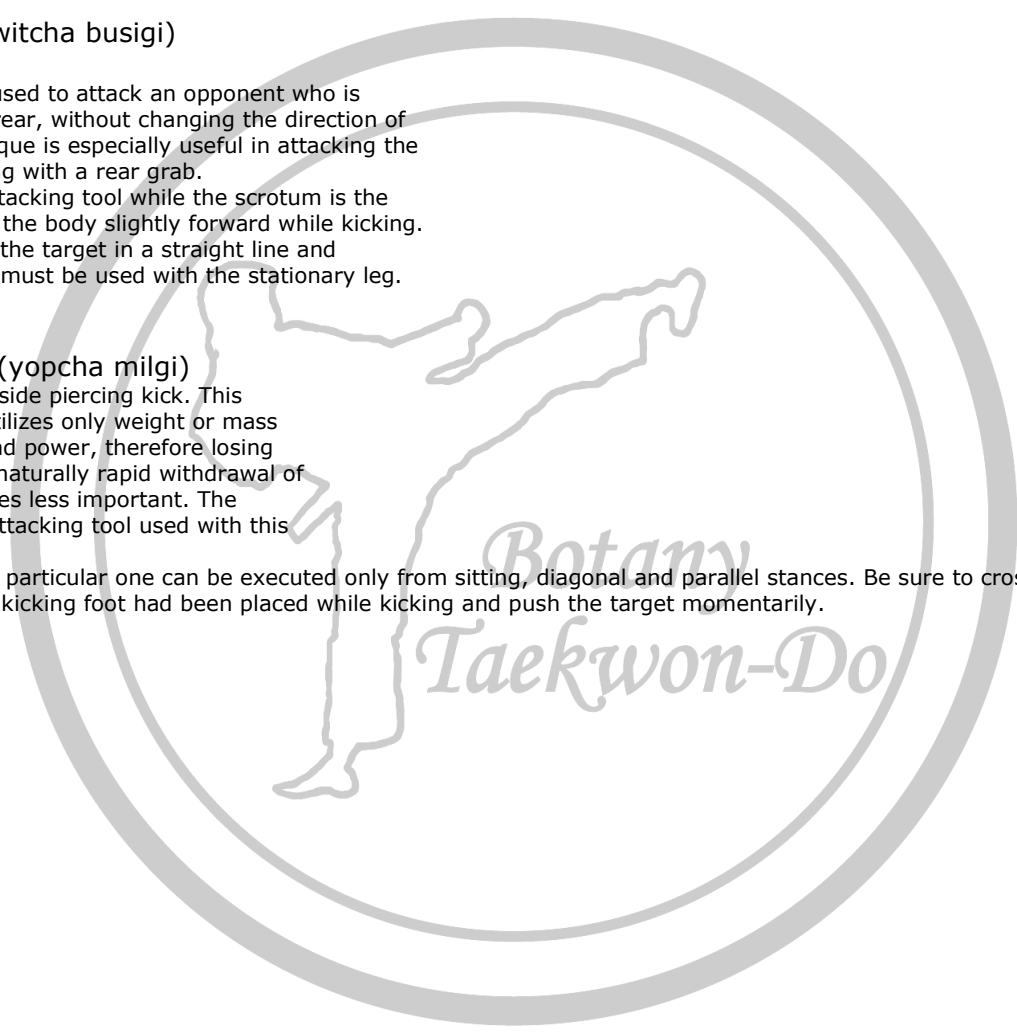 witcha busigi)
used to attack an opponent who is
rear, without changing the direction of
que is especially useful in attacking the
g with a rear grab.
ttacking tool while the scrotum is the
the body slightly forward while kicking.
the target in a straight line and
must be used with the stationary leg.
(yopcha milgi)
side piercing kick. This
tilizes only weight or mass
nd power, therefore losing
naturally rapid withdrawal of
es less important. The
ttacking tool used with this
particular one can be executed only from sitting, diagonal and parallel stances. Be sure to cros
kicking foot had been placed while kicking and push the target momentarily.
Botany
Taekwon-Do